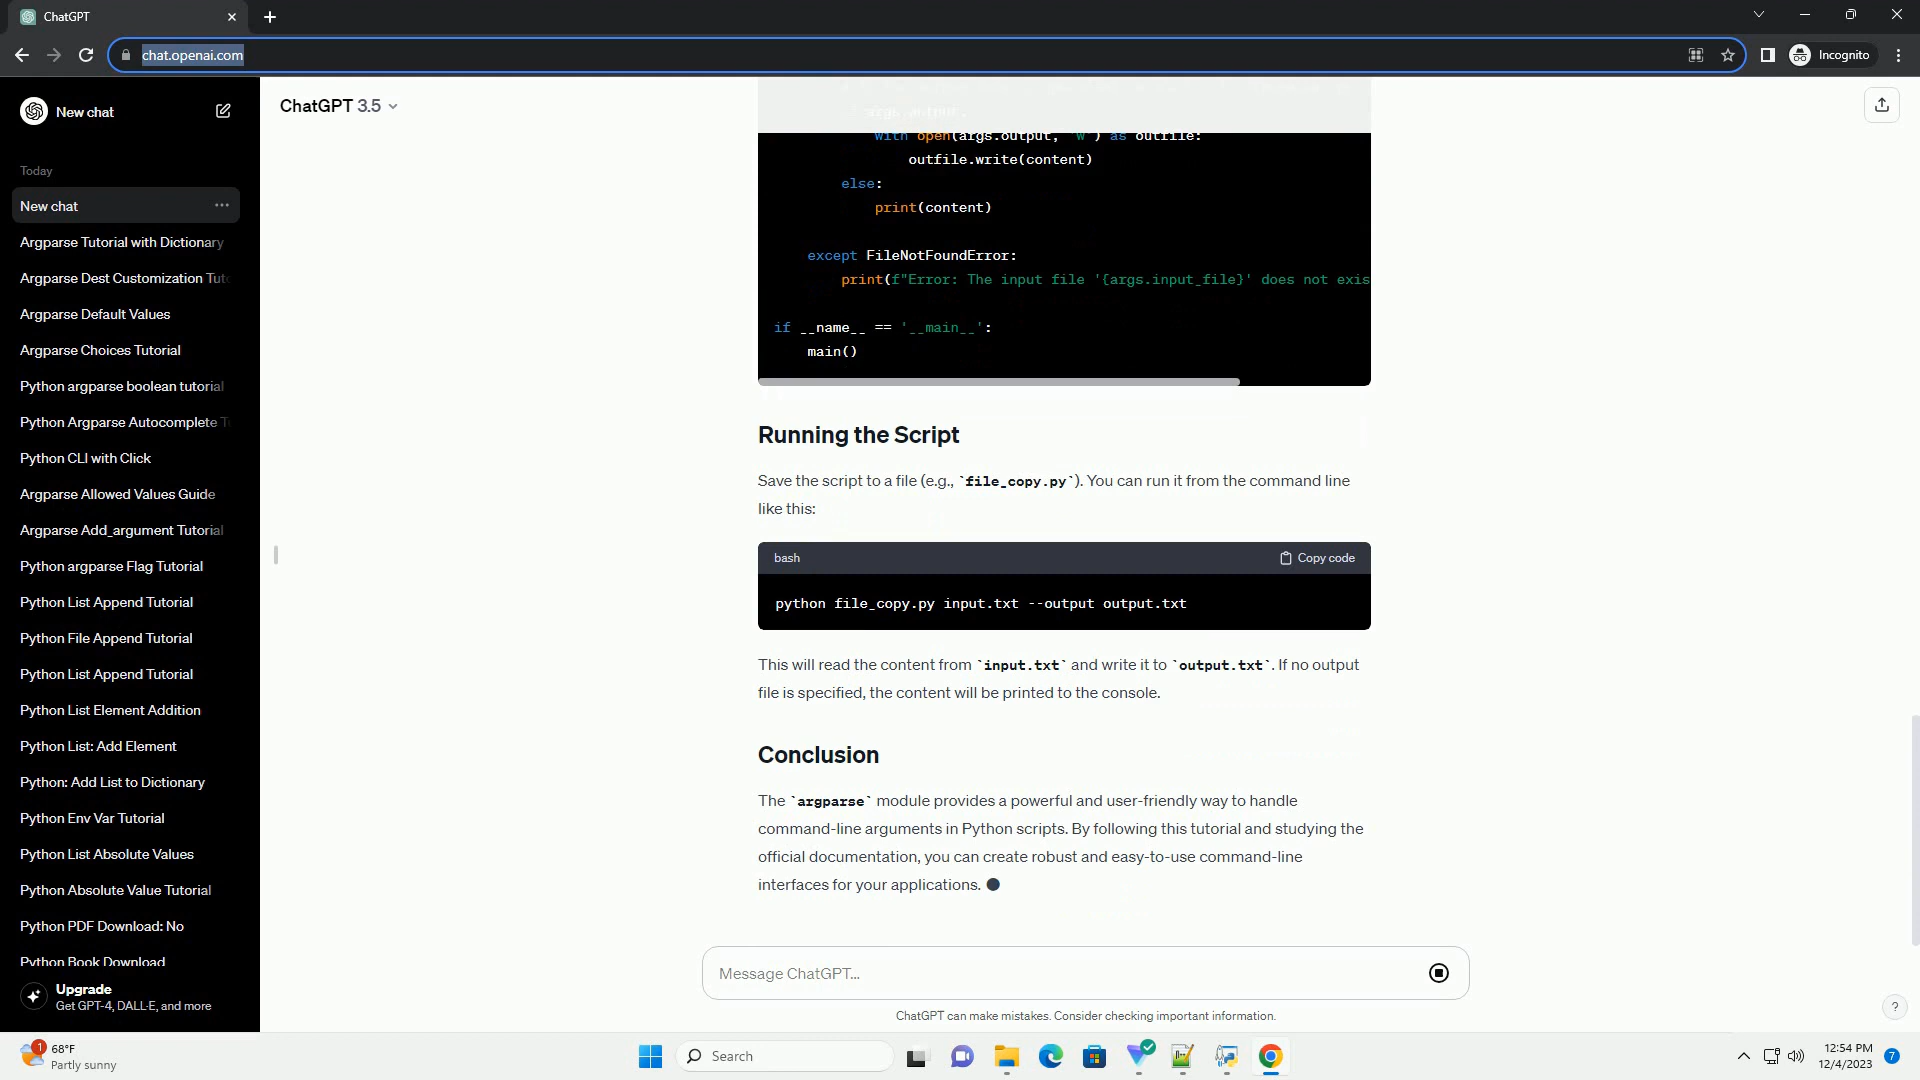 ChatGPT
chat.openai.com
Incognito
New chat
Today
New chat
Argparse Tutorial with Dictionary
Argparse Dest Customization Tut
Argparse Default Values
Argparse Choices Tutorial
Python argparse boolean tutorial
Python Argparse Autocomplete T
Python CLI with Click
Argparse Allowed Values Guide
Argparse Add_argument Tutorial
Python argparse Flag Tutorial
Python List Append Tutorial
Python File Append Tutorial
Python List Append Tutorial
Python List Element Addition
Python List: Add Element
Python: Add List to Dictionary
Python Env Var Tutorial
Python List Absolute Values
Python Absolute Value Tutorial
Python PDF Download: No
Python Book Download
Upgrade
Get GPT-4, DALL·E, and more
ChatGPT 3.5
args.output:
with open(args.output, 'w') as outfile:
outfile.write(content)
else:
print(content)
except FileNotFoundError:
print(f"Error: The input file '{args.input_file}' does not exis
if __name__ == '__main__':
main()
Running the Script
Save the script to a file (e.g., `file_copy.py`). You can run it from the command line
like this:
bash
Copy code
python file_copy.py input.txt --output output.txt
This will read the content from `input.txt` and write it to `output.txt`. If no output
file is specified, the content will be printed to the console.
Conclusion
The `argparse` module provides a powerful and user-friendly way to handle
command-line arguments in Python scripts. By following this tutorial and studying the
official documentation, you can create robust and easy-to-use command-line
interfaces for your applications.
Message ChatGPT...
ChatGPT can make mistakes. Consider checking important information.
?
1
68°F
Partly sunny
Search
12:54 PM
12/4/2023
7